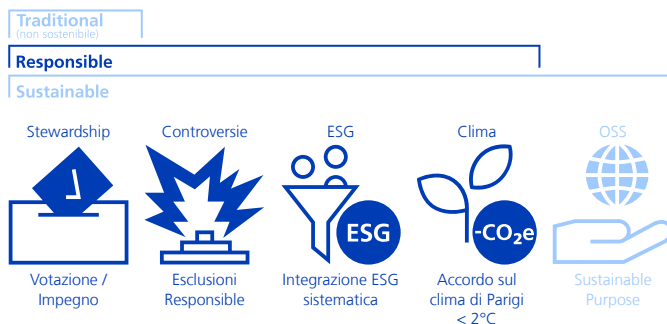 Traditional
(non sostenibile)
Responsible
Sustainable
Stewardship
Controversie
ESG
Clima
OSS
ESG
-CO₂e
Votazione /
Impegno
Esclusioni
Responsible
Integrazione ESG
sistematica
Accordo sul
clima di Parigi
< 2°C
Sustainable
Purpose